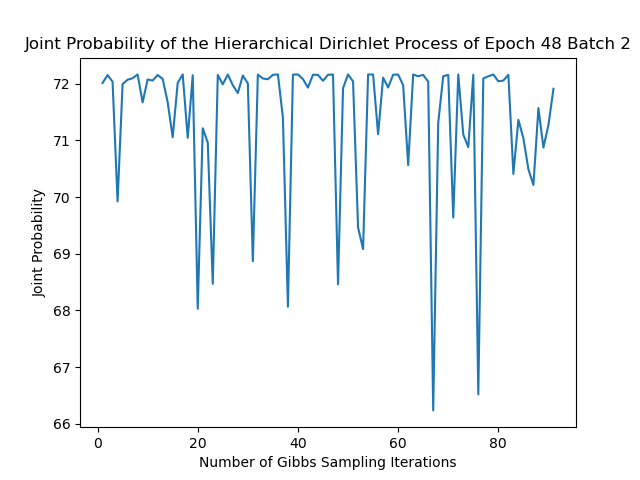 Joint Probability of the Hierarchical Dirichlet Process of Epoch 48 Batch 2
72
71
70
69
68
67
66
Joint Probability
0 20 40 60 80
Number of Gibbs Sampling Iterations